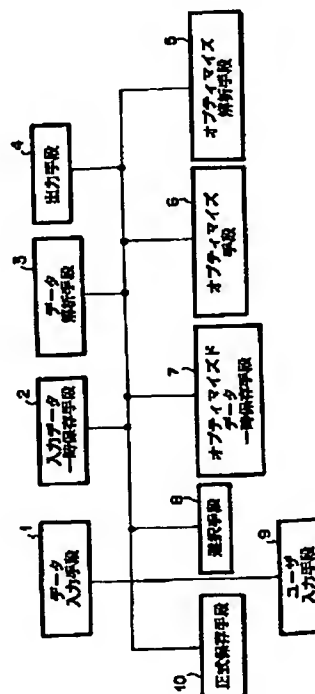 1
データ
入力手段
2
入力データ
一時保存手段
3
データ
解析手段
4
出力手段
5
オプティマイズ
解析手段
6
オプティマイズ
手段
7
オプティマイズド
データ
一時保存手段
8
選択手段
9
ユーザ
入力手段
10
正式保存手段